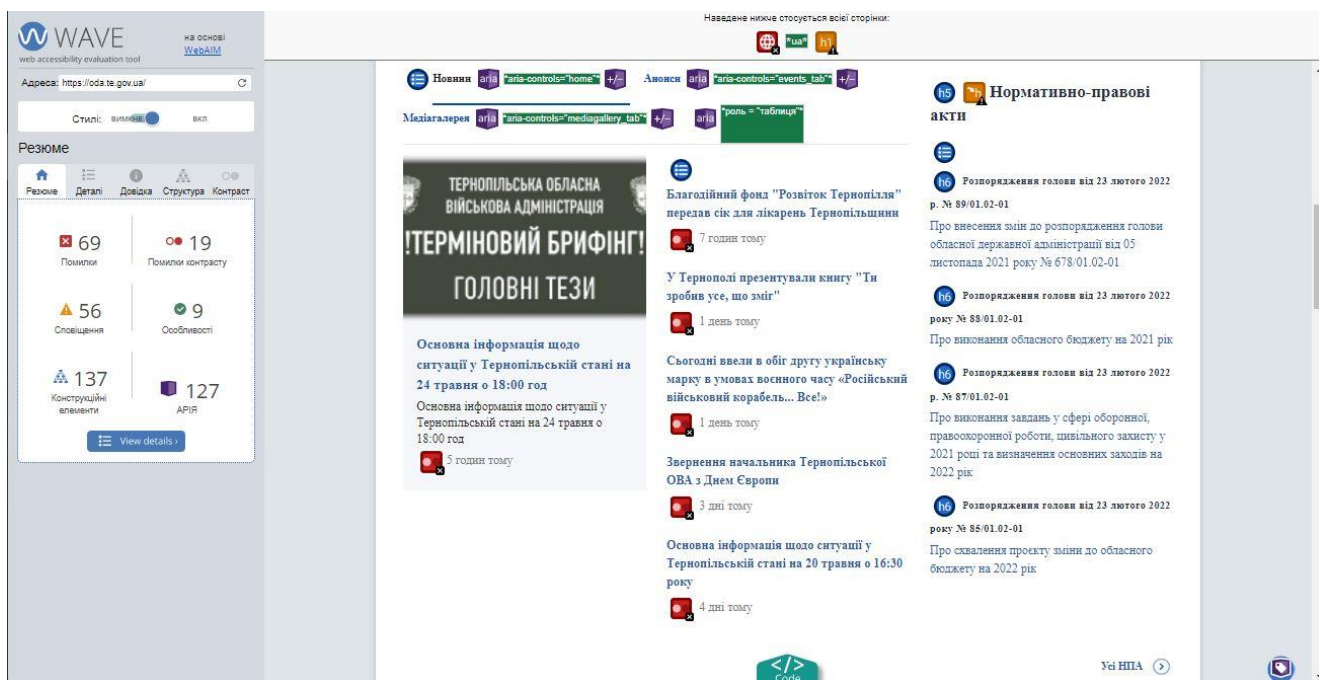 WAVE
web accessibility evaluation tool
на основі
WebAIM
Адреса: https://oda.te.gov.ua/
Стилі:
вкл.
Резюме
Резюме Деталі Довідка Структура Контраст
69
Помилки
19
Помилки контрасту
56
Сповіщення
9
Особливості
137
Конструкційні
елементи
127
АРІЯ
View details ›
Наведене нижче стосується всієї сторінки:
*ua* h1
Новини aria *aria-controls="home"* +/- Анонси aria *aria-controls="events_tab"* +/-
Медіагалерея aria *aria-controls="mediagallery_tab"* +/- aria *роль = "таблиця"*
ТЕРНОПІЛЬСЬКА ОБЛАСНА
ВІЙСЬКОВА АДМІНІСТРАЦІЯ
!ТЕРМІНОВИЙ БРИФІНГ!
ГОЛОВНІ ТЕЗИ
Основна інформація щодо
ситуації у Тернопільській стані на
24 травня о 18:00 год
Основна інформація щодо ситуації у
Тернопільській стані на 24 травня о
18:00 год
5 годин тому
Благодійний фонд "Розвіток Тернопілля"
передав сік для лікарень Тернопільщини
7 годин тому
У Тернополі презентували книгу "Ти
зробив усе, що зміг"
1 день тому
Сьогодні ввели в обіг другу українську
марку в умовах воєнного часу «Російський
військовий корабель... Все!»
1 день тому
Звернення начальника Тернопільської
ОВА з Днем Європи
3 дні тому
Основна інформація щодо ситуації у
Тернопільській стані на 20 травня о 16:30
року
4 дні тому
h5 h Нормативно-правові
акти
h6 Розпорядження голови від 23 лютого 2022
р. № 89/01.02-01
Про внесення змін до розпорядження голови
обласної державної адміністрації від 05
листопада 2021 року № 678/01.02-01
h6 Розпорядження голови від 23 лютого 2022
року № 88/01.02-01
Про виконання обласного бюджету на 2021 рік
h6 Розпорядження голови від 23 лютого 2022
р. № 87/01.02-01
Про виконання завдань у сфері оборонної,
правоохоронної роботи, цивільного захисту у
2021 році та визначення основних заходів на
2022 рік
h6 Розпорядження голови від 23 лютого 2022
року № 85/01.02-01
Про схвалення проєкту зміни до обласного
бюджету на 2022 рік
Усі НПА
</>
Code